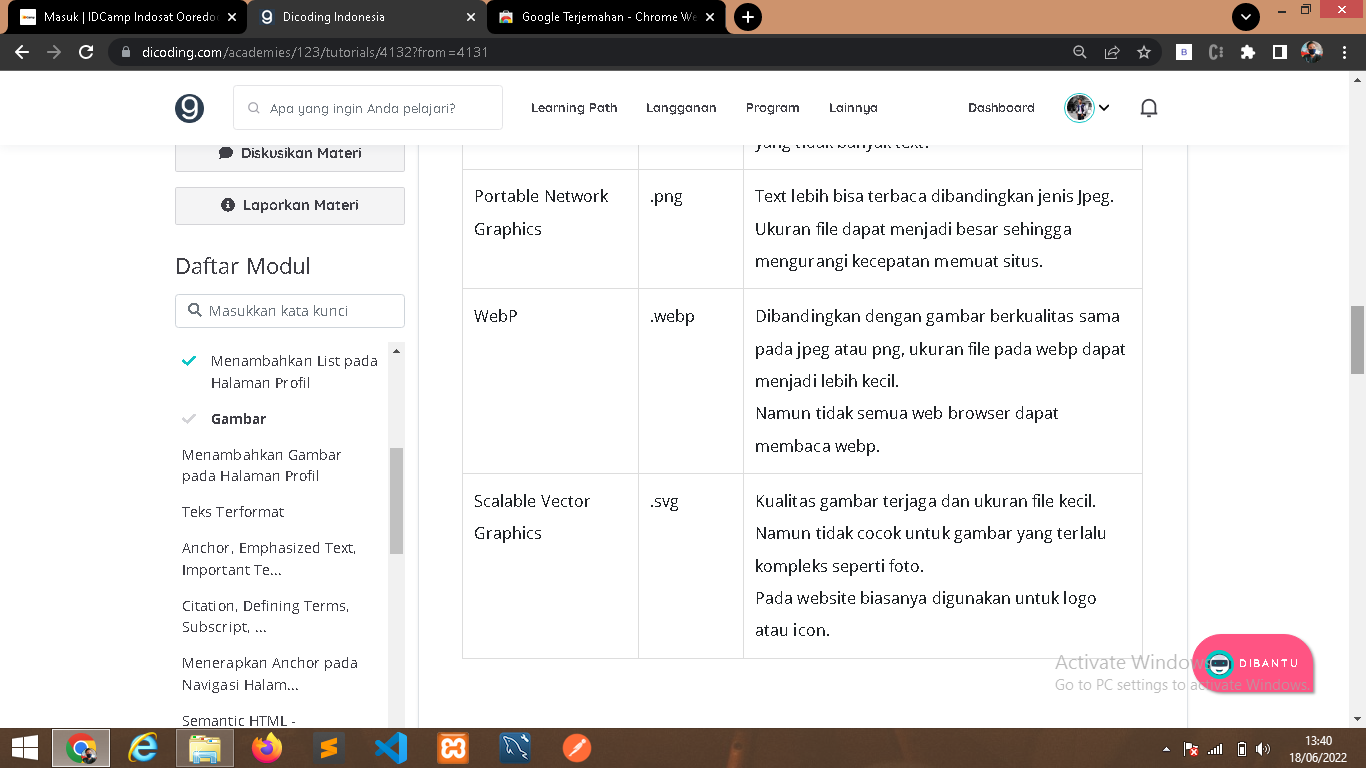 Masuk | IDCamp Indosat Ooredo
Dicoding Indonesia
Google Terjemahan - Chrome We
dicoding.com/academies/123/tutorials/4132?from=4131
Apa yang ingin Anda pelajari?
Learning Path
Langganan
Program
Lainnya
Dashboard
Diskusikan Materi
Laporkan Materi
Daftar Modul
Masukkan kata kunci
Menambahkan List pada
Halaman Profil
Gambar
Menambahkan Gambar
pada Halaman Profil
Teks Terformat
Anchor, Emphasized Text,
Important Te...
Citation, Defining Terms,
Subscript, ...
Menerapkan Anchor pada
Navigasi Halam...
Semantic HTML -
yang tidak banyak text.
Portable Network
Graphics
.png
Text lebih bisa terbaca dibandingkan jenis Jpeg.
Ukuran file dapat menjadi besar sehingga
mengurangi kecepatan memuat situs.
WebP
.webp
Dibandingkan dengan gambar berkualitas sama
pada jpeg atau png, ukuran file pada webp dapat
menjadi lebih kecil.
Namun tidak semua web browser dapat
membaca webp.
Scalable Vector
Graphics
.svg
Kualitas gambar terjaga dan ukuran file kecil.
Namun tidak cocok untuk gambar yang terlalu
kompleks seperti foto.
Pada website biasanya digunakan untuk logo
atau icon.
DIBANTU
Activate Windows
Go to PC settings to activate Windows.
13:40
18/06/2022